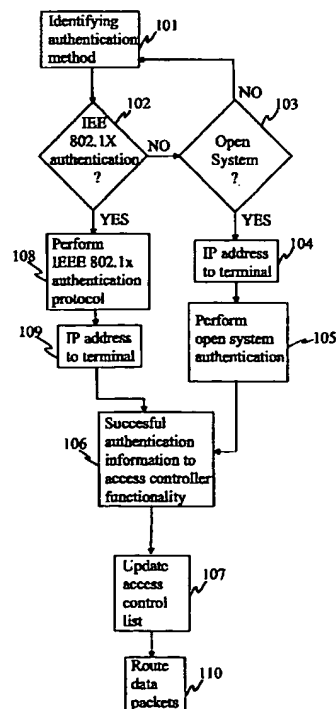 Identifying
authentication
method
101
102
IEE
802.1X
authentication
?
NO
NO
103
Open
System
?
YES
YES
108
Perform
IEEE 802.1x
authentication
protocol
IP address
to terminal
104
109
IP address
to terminal
Perform
open system
authentication
105
106
Succesful
authentication
information to
access controller
functionality
Update
access
control
list
107
Route
data
packets
110